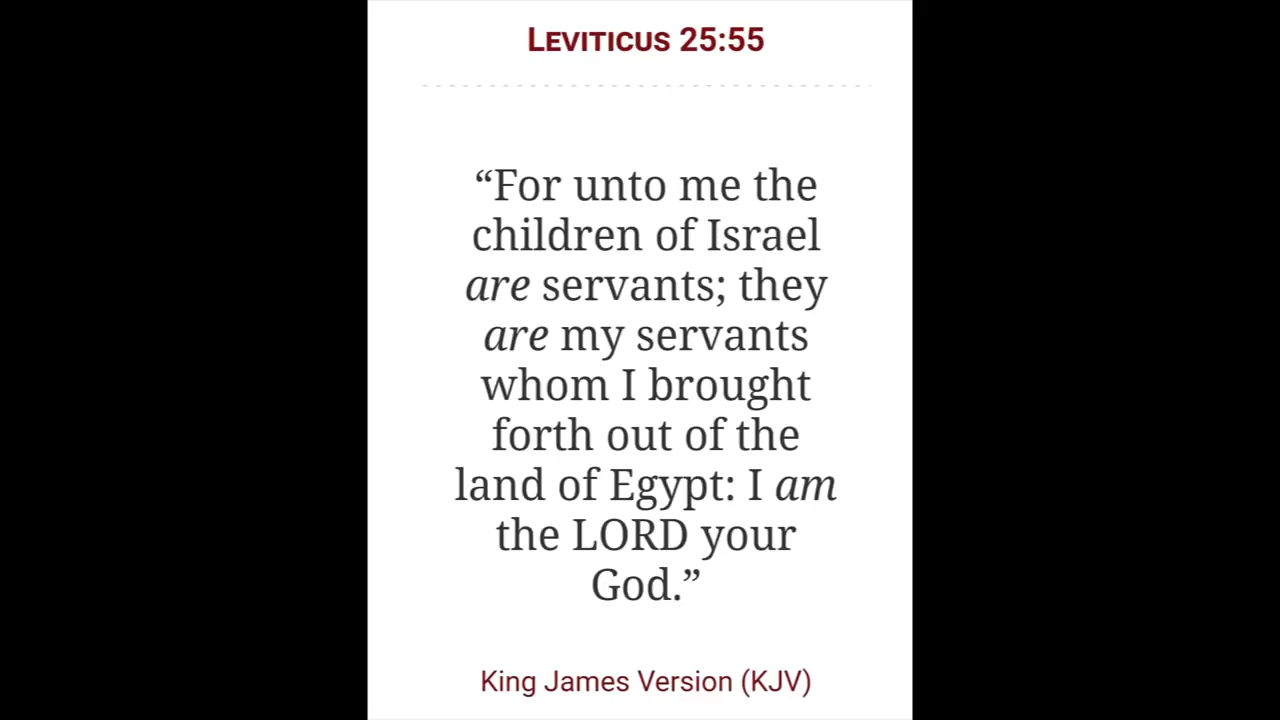 LEVITICUS 25:55
“For unto me the
children of Israel
are servants; they
are my servants
whom I brought
forth out of the
land of Egypt: I am
the LORD your
God.”
King James Version (KJV)